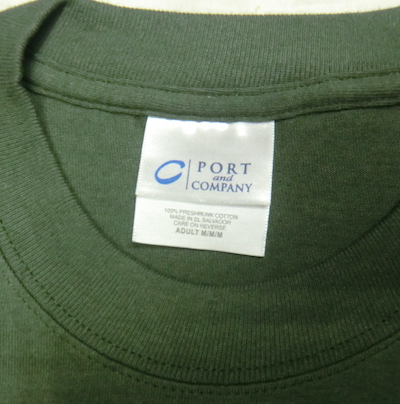 PORT
and
COMPANY
100% PRESHRUNK COTTON
MADE IN EL SALVADOR
CARE ON REVERSE
ADULT M/M/M